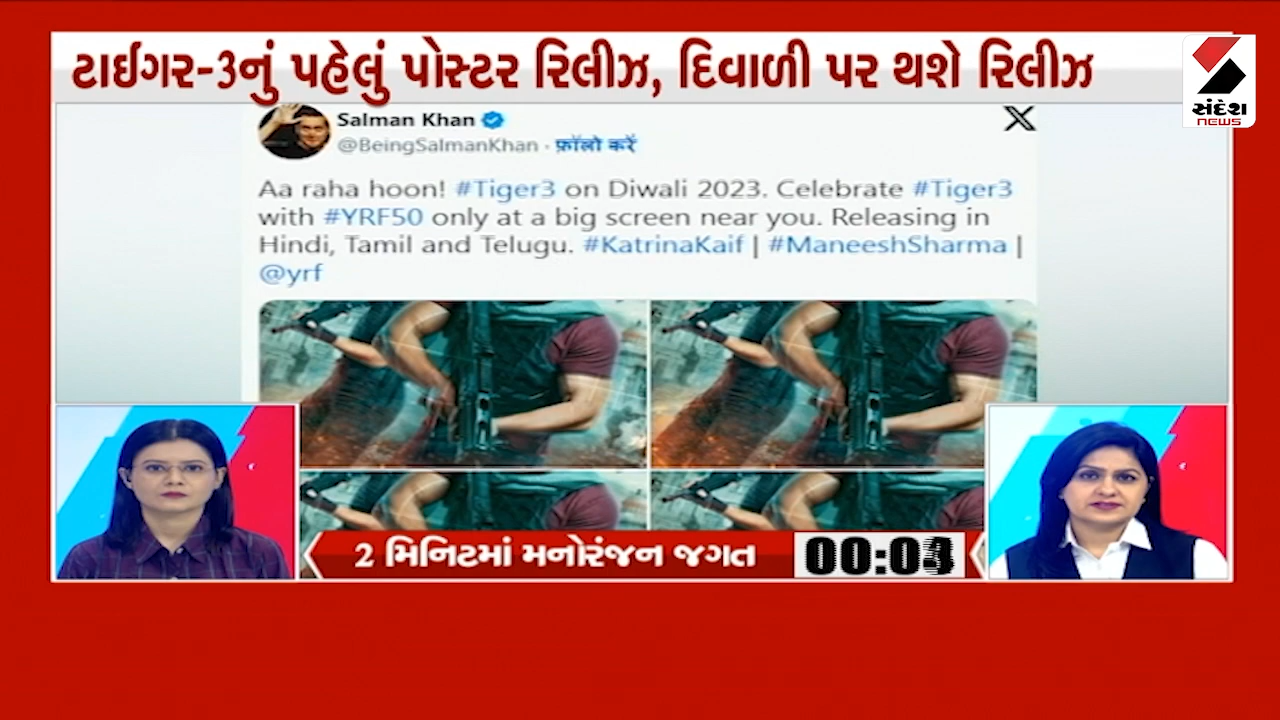 ટાઈગર-3નું પહેલું પોસ્ટર રિલીઝ, દિવાળી પર થશે રિલીઝ
સંદેશ
NEWS
Salman Khan
@BeingSalmanKhan · फ़ॉलो करें
Aa raha hoon! #Tiger3 on Diwali 2023. Celebrate #Tiger3
with #YRF50 only at a big screen near you. Releasing in
Hindi, Tamil and Telugu. #KatrinaKaif | #ManeeshSharma |
@yrf
2 મિનિટમાં મનોરંજન જગત